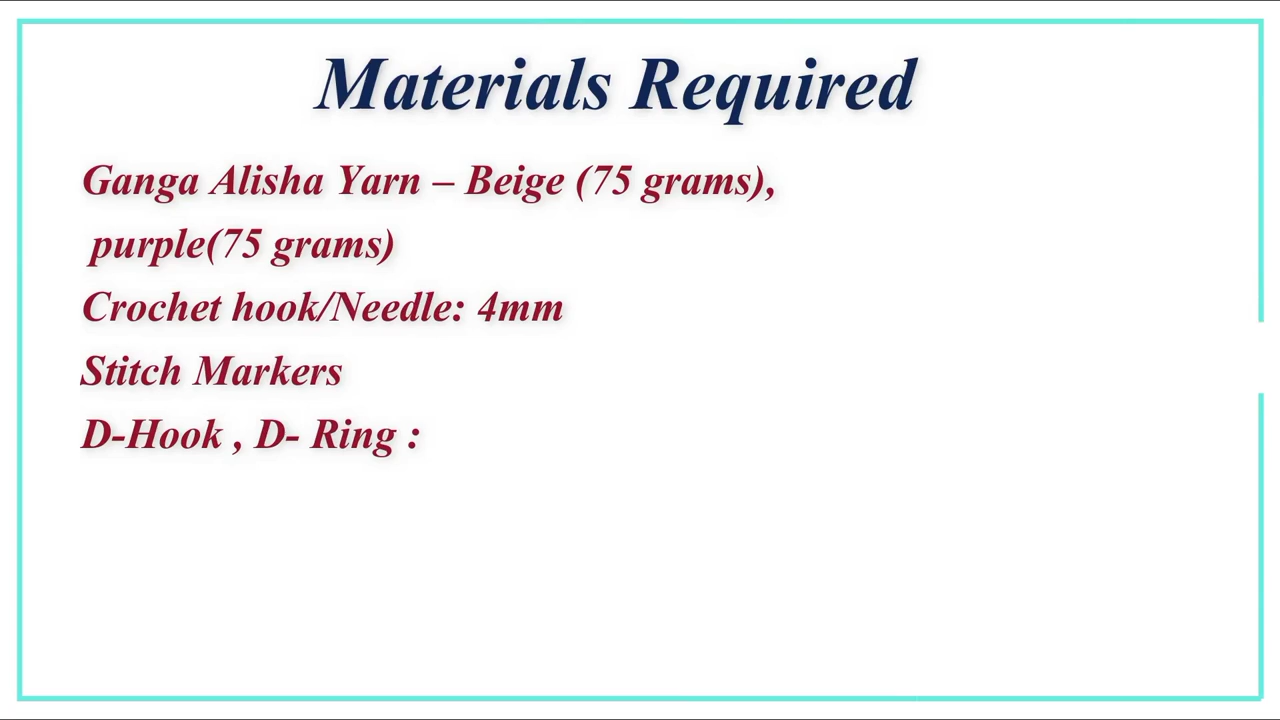 Materials Required
Ganga Alisha Yarn – Beige (75 grams),
purple(75 grams)
Crochet hook/Needle: 4mm
Stitch Markers
D-Hook , D- Ring :